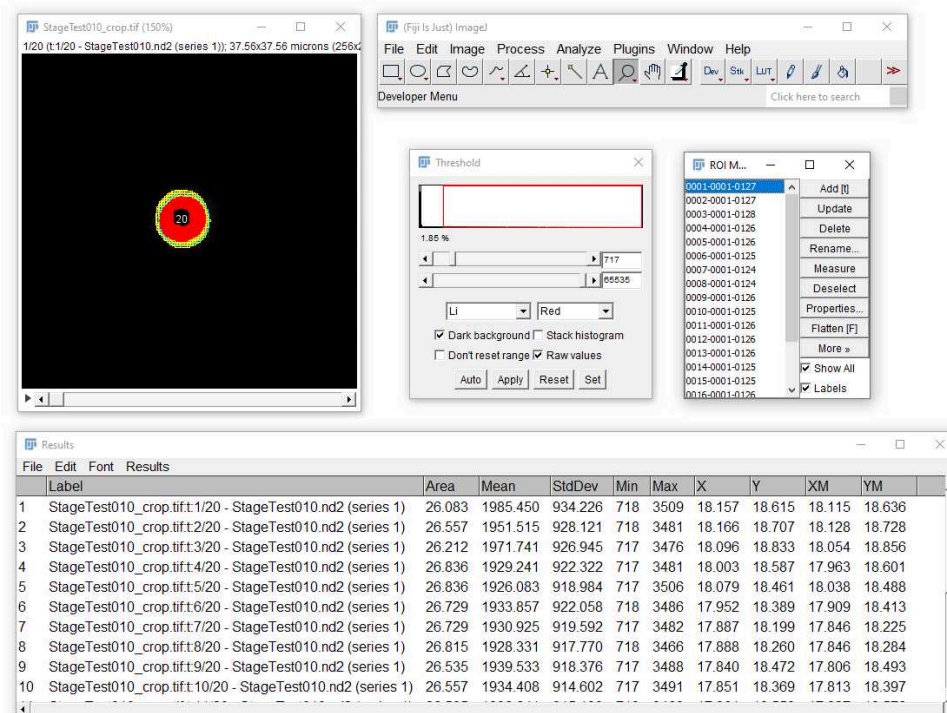 StageTest010_crop.tif (150%)
1/20 (t:1/20 - StageTest010.nd2 (series 1)); 37.56x37.56 microns (256x2
20
(Fiji Is Just) ImageJ
File Edit Image Process Analyze Plugins Window Help
Dev Stk LUT
Developer Menu
Click here to search
Threshold
1.85 %
717
65535
Li
Red
Dark background Stack histogram
Don't reset range Raw values
Auto Apply Reset Set
ROI M...
0001-0001-0127
0002-0001-0127
0003-0001-0128
0004-0001-0126
0005-0001-0126
0006-0001-0125
0007-0001-0124
0008-0001-0124
0009-0001-0126
0010-0001-0125
0011-0001-0126
0012-0001-0126
0013-0001-0126
0014-0001-0125
0015-0001-0125
0016-0001-0126
Add [t]
Update
Delete
Rename...
Measure
Deselect
Properties...
Flatten [F]
More »
Show All
Labels
Results
File Edit Font Results
Label Area Mean StdDev Min Max X Y XM YM
1 StageTest010_crop.tif:t:1/20 - StageTest010.nd2 (series 1) 26.083 1985.450 934.226 718 3509 18.157 18.615 18.115 18.636
2 StageTest010_crop.tif:t:2/20 - StageTest010.nd2 (series 1) 26.557 1951.515 928.121 718 3481 18.166 18.707 18.128 18.728
3 StageTest010_crop.tif:t:3/20 - StageTest010.nd2 (series 1) 26.212 1971.741 926.945 717 3476 18.096 18.833 18.054 18.856
4 StageTest010_crop.tif:t:4/20 - StageTest010.nd2 (series 1) 26.836 1929.241 922.322 717 3481 18.003 18.587 17.963 18.601
5 StageTest010_crop.tif:t:5/20 - StageTest010.nd2 (series 1) 26.836 1926.083 918.984 717 3506 18.079 18.461 18.038 18.488
6 StageTest010_crop.tif:t:6/20 - StageTest010.nd2 (series 1) 26.729 1933.857 922.058 718 3486 17.952 18.389 17.909 18.413
7 StageTest010_crop.tif:t:7/20 - StageTest010.nd2 (series 1) 26.729 1930.925 919.592 717 3482 17.887 18.199 17.846 18.225
8 StageTest010_crop.tif:t:8/20 - StageTest010.nd2 (series 1) 26.815 1928.331 917.770 718 3466 17.888 18.260 17.846 18.284
9 StageTest010_crop.tif:t:9/20 - StageTest010.nd2 (series 1) 26.535 1939.533 918.376 717 3488 17.840 18.472 17.806 18.493
10 StageTest010_crop.tif:t:10/20 - StageTest010.nd2 (series 1) 26.557 1934.408 914.602 717 3491 17.851 18.369 17.813 18.397